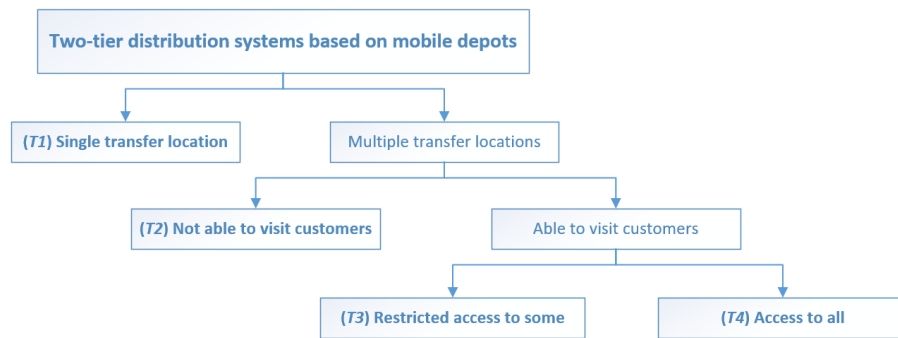 Two-tier distribution systems based on mobile depots
(T1) Single transfer location
Multiple transfer locations
(T2) Not able to visit customers
Able to visit customers
(T3) Restricted access to some
(T4) Access to all